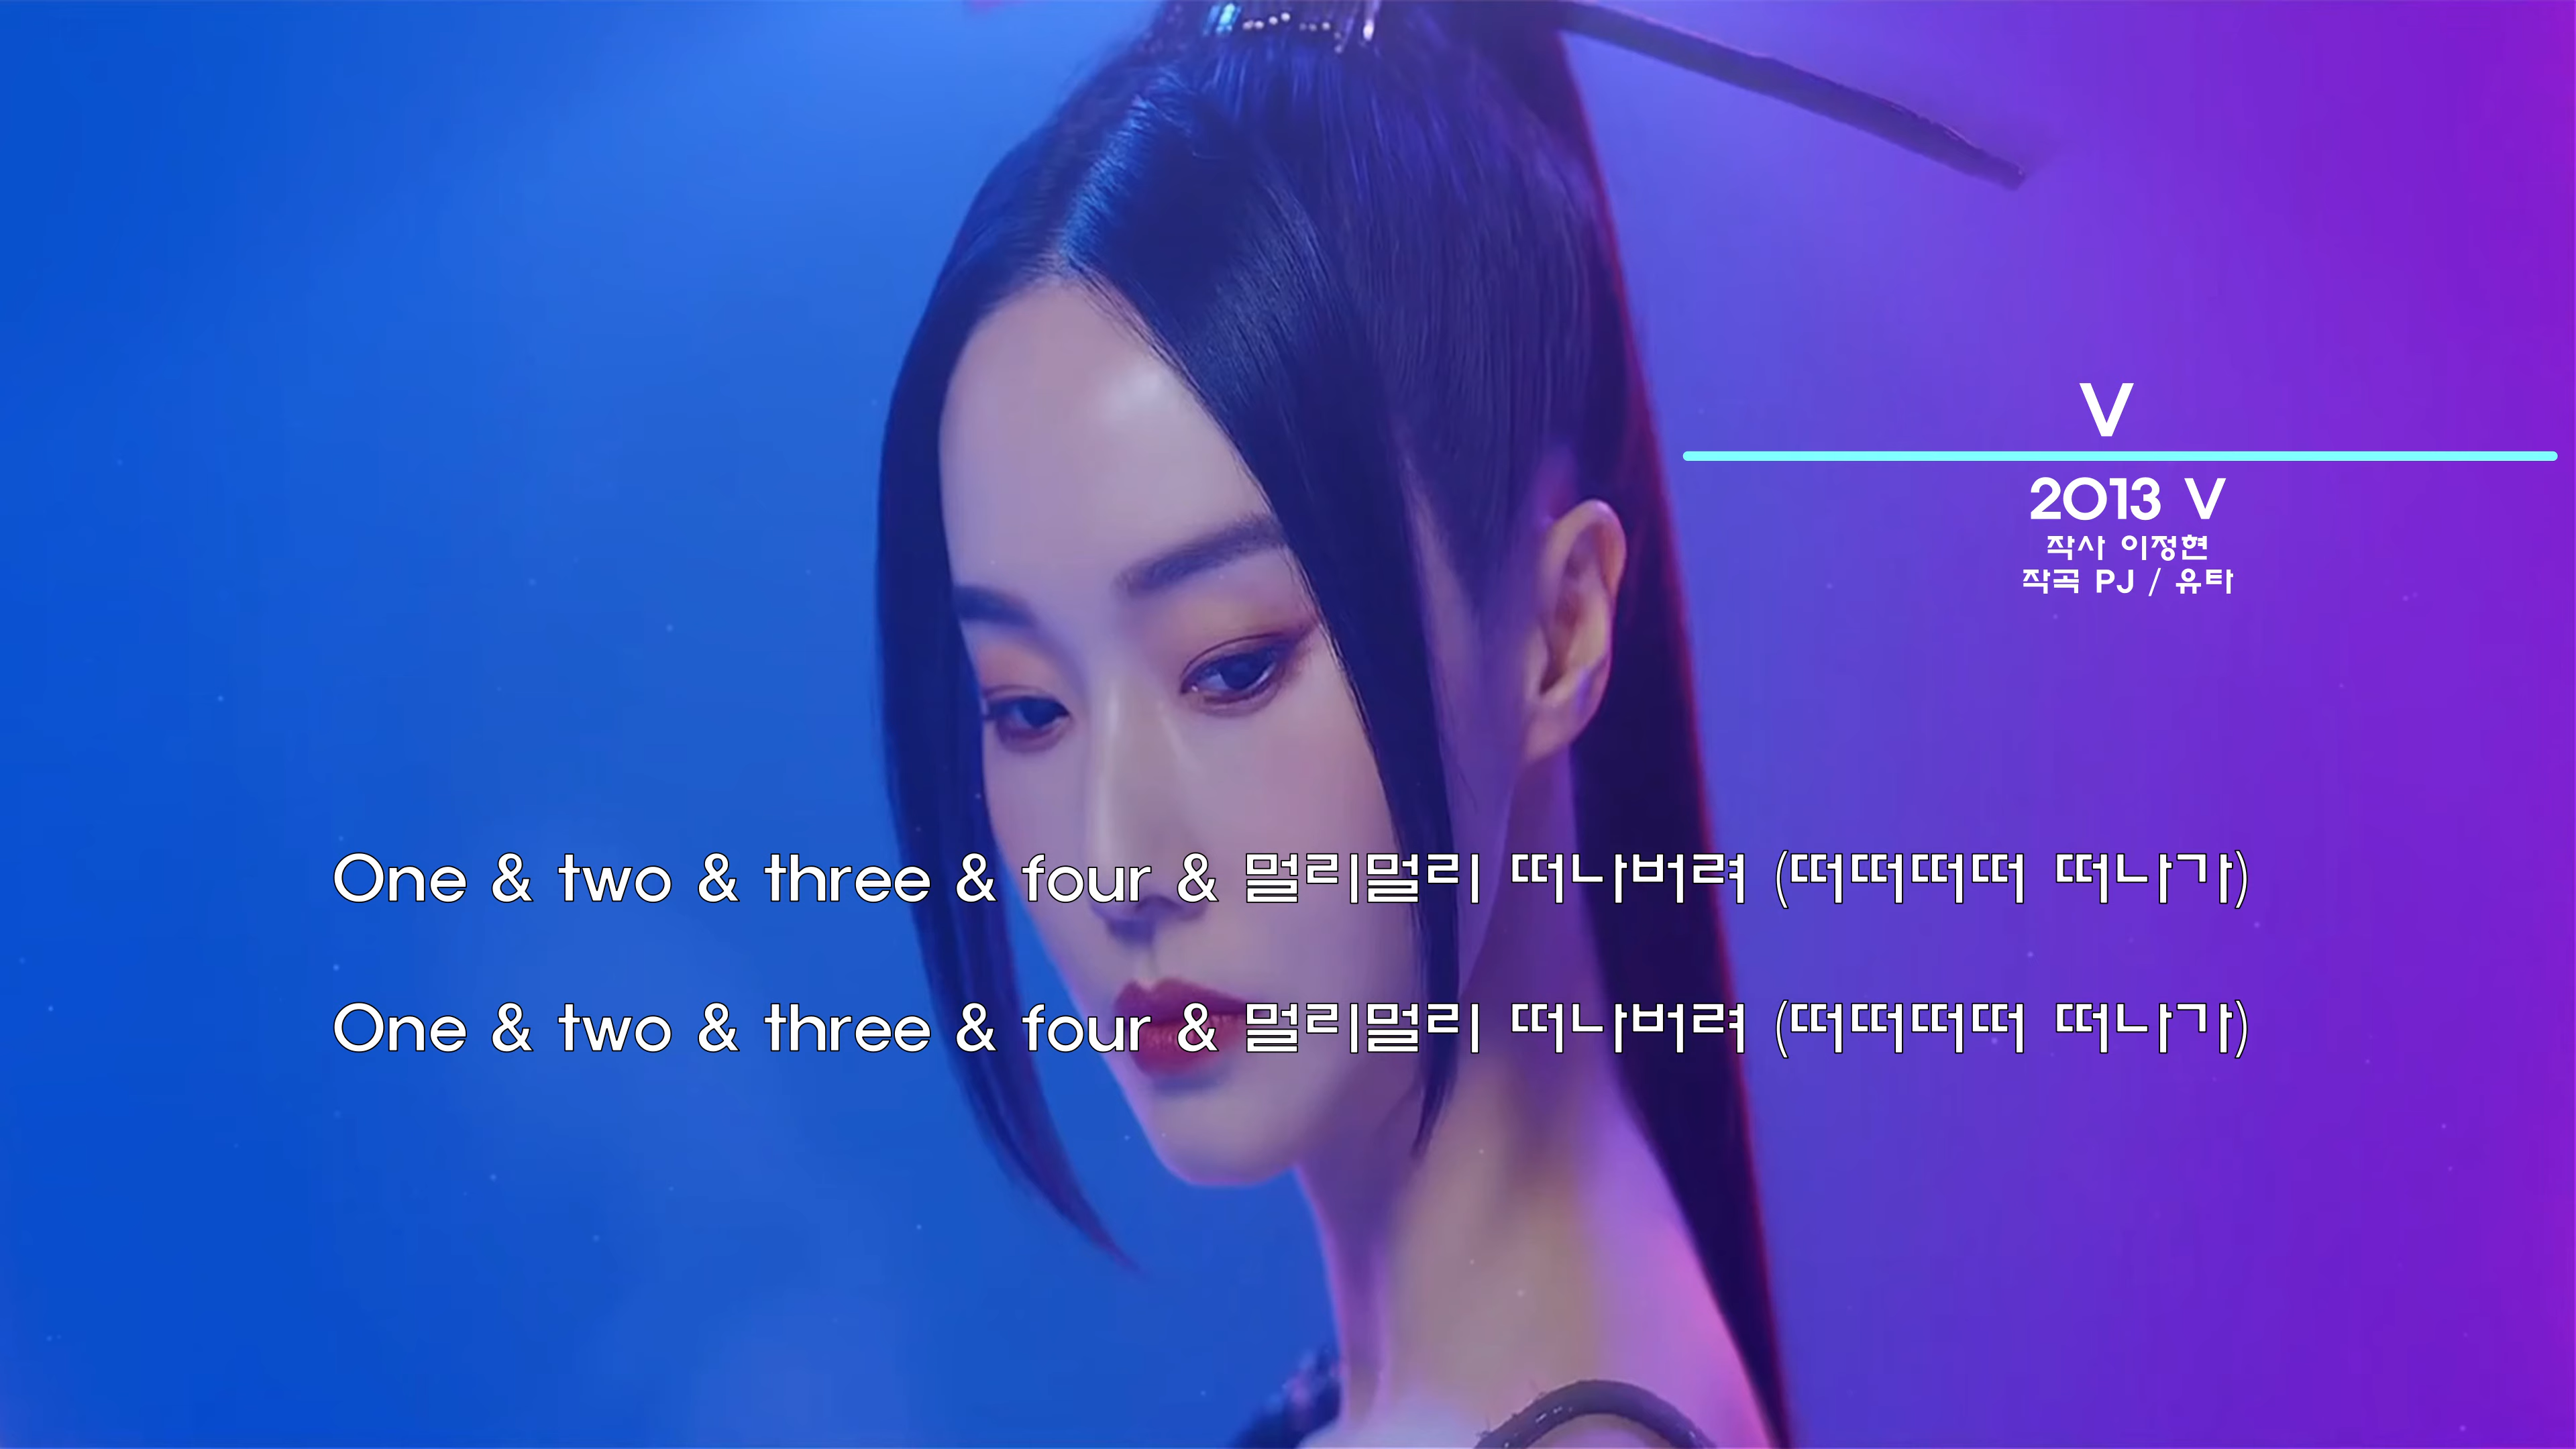 V
2013 V
작사 이정현
작곡 PJ / 유타
One & two & three & four & 멀리멀리 떠나버려 (떠떠떠떠 떠나가)
One & two & three & four & 멀리멀리 떠나버려 (떠떠떠떠 떠나가)